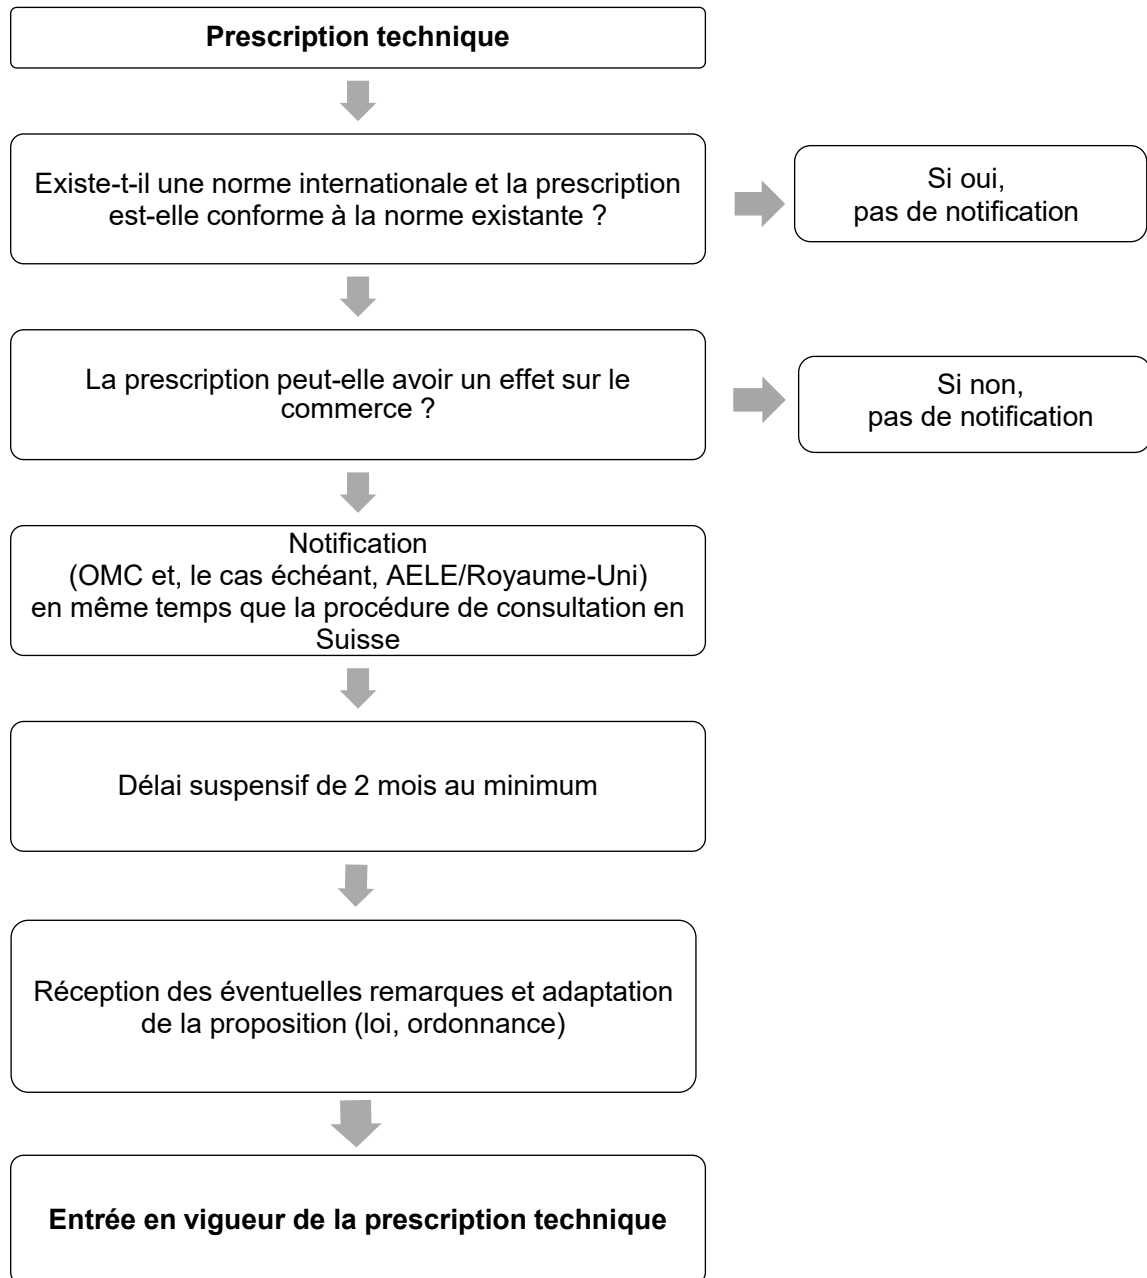 Prescription technique
Existe-t-il une norme internationale et la prescription
est-elle conforme à la norme existante ?
Si oui,
pas de notification
La prescription peut-elle avoir un effet sur le
commerce ?
Si non,
pas de notification
Notification
(OMC et, le cas échéant, AELE/Royaume-Uni)
en même temps que la procédure de consultation en
Suisse
Délai suspensif de 2 mois au minimum
Réception des éventuelles remarques et adaptation
de la proposition (loi, ordonnance)
Entrée en vigueur de la prescription technique